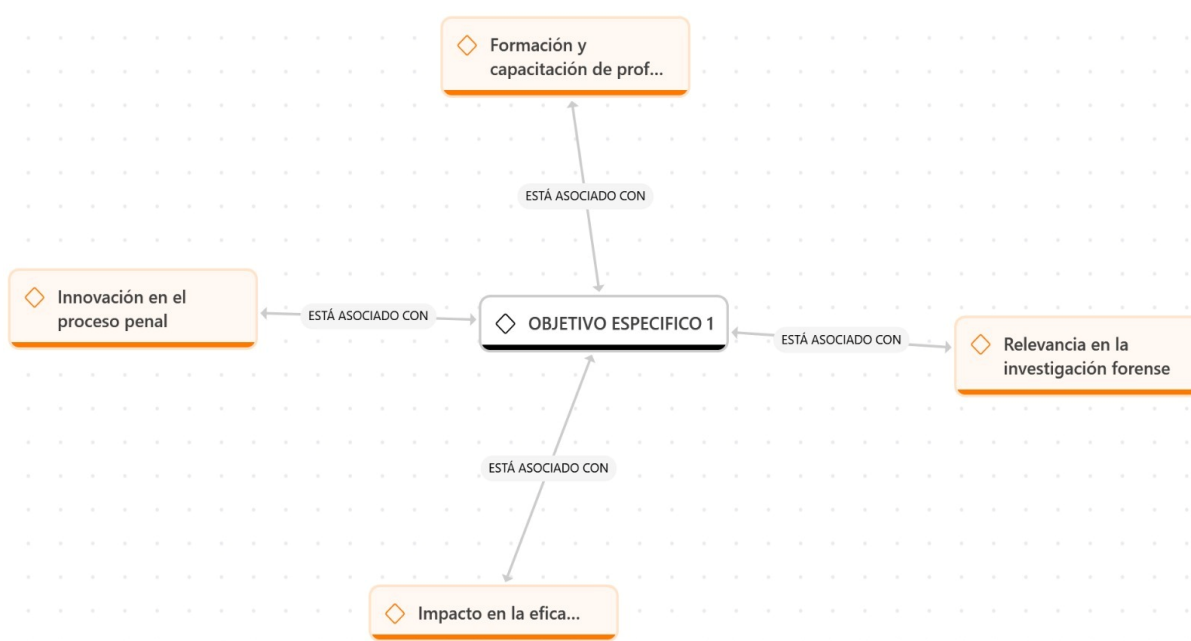 Formación y
capacitación de prof...
ESTÁ ASOCIADO CON
Innovación en el
proceso penal
ESTÁ ASOCIADO CON
OBJETIVO ESPECIFICO 1
ESTÁ ASOCIADO CON
Relevancia en la
investigación forense
ESTÁ ASOCIADO CON
Impacto en la efica...